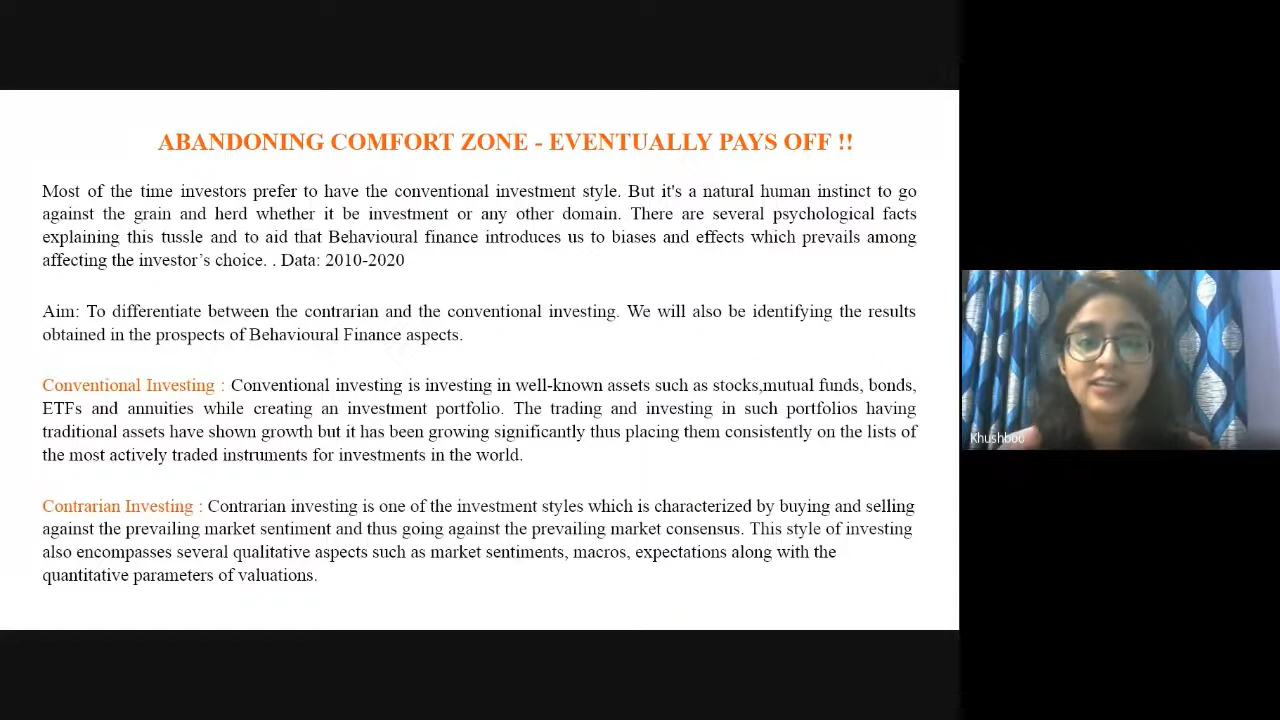 ABANDONING COMFORT ZONE - EVENTUALLY PAYS OFF !!
Most of the time investors prefer to have the conventional investment style. But it's a natural human instinct to go
against the grain and herd whether it be investment or any other domain. There are several psychological facts
explaining this tussle and to aid that Behavioural finance introduces us to biases and effects which prevails among
affecting the investor’s choice. . Data: 2010-2020
Aim: To differentiate between the contrarian and the conventional investing. We will also be identifying the results
obtained in the prospects of Behavioural Finance aspects.
Conventional Investing : Conventional investing is investing in well-known assets such as stocks,mutual funds, bonds,
ETFs and annuities while creating an investment portfolio. The trading and investing in such portfolios having
traditional assets have shown growth but it has been growing significantly thus placing them consistently on the lists of
the most actively traded instruments for investments in the world.
Contrarian Investing : Contrarian investing is one of the investment styles which is characterized by buying and selling
against the prevailing market sentiment and thus going against the prevailing market consensus. This style of investing
also encompasses several qualitative aspects such as market sentiments, macros, expectations along with the
quantitative parameters of valuations.
Khushboo